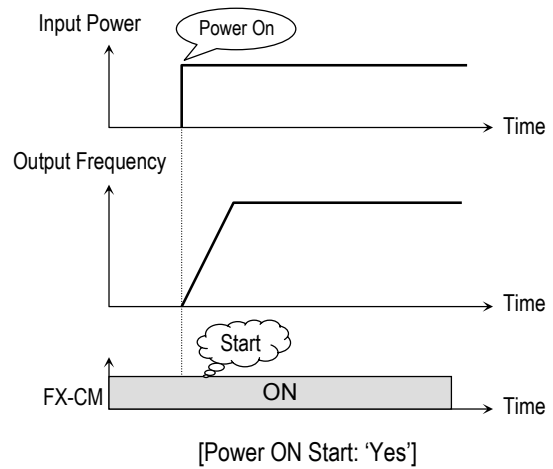 Input Power
Power On
Time
Output Frequency
Time
Start
FX-CM
ON
Time
[Power ON Start: ‘Yes’]